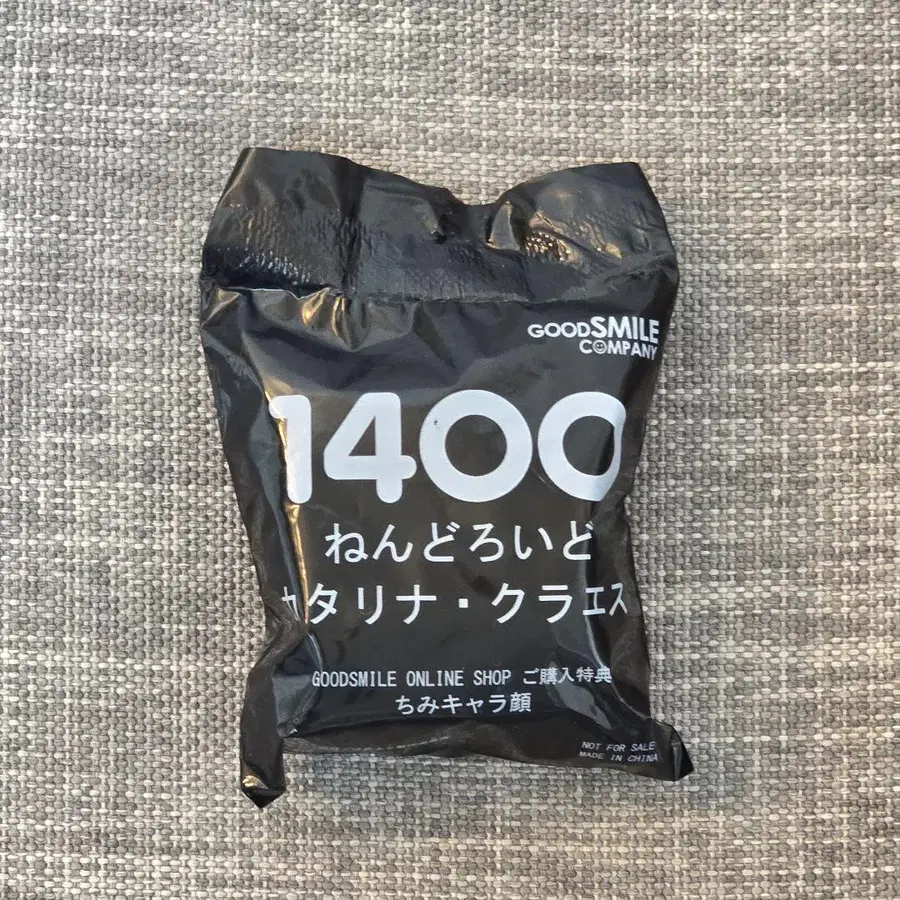 GOODSMILE
COMPANY
1400
ねんどろいど
カタリナ・クラエス
GOODSMILE ONLINE SHOP ご購入特典
ちみキャラ顔
NOT FOR SALE
MADE IN CHINA